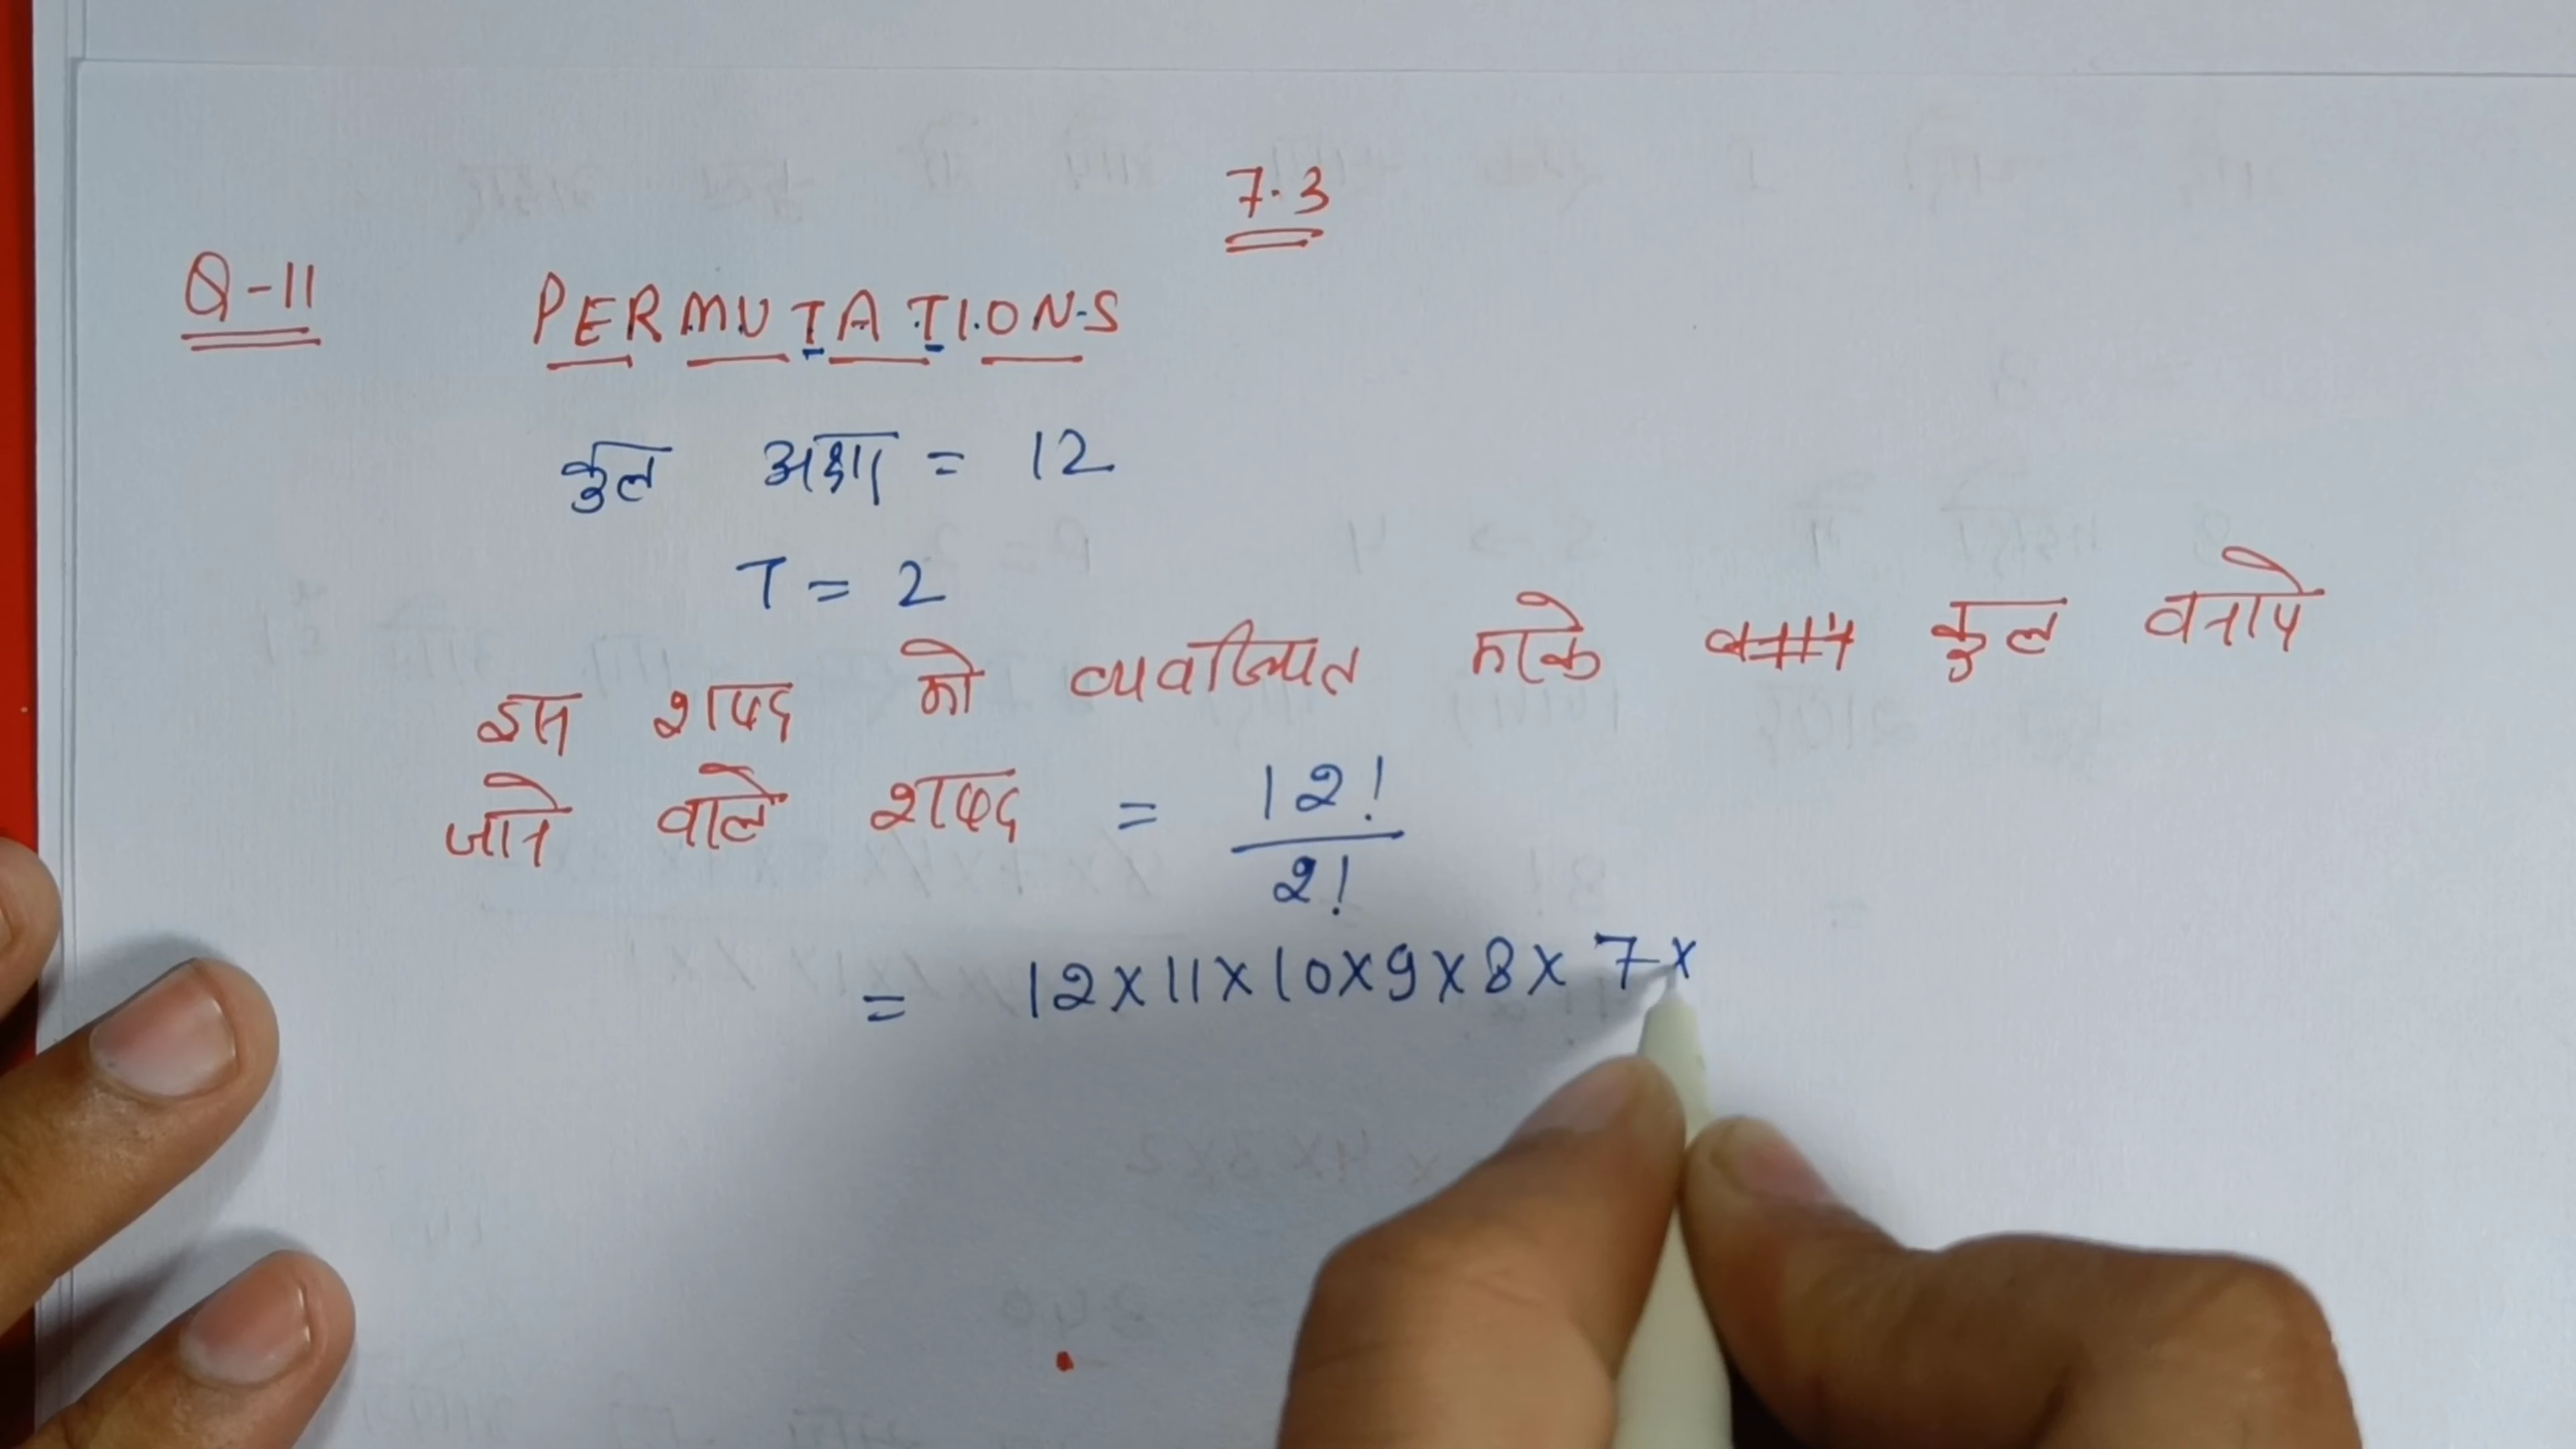 7.3
Q-11 PERMUTATIONS
कुल अक्षर = 12
T = 2
इस शब्द को व्यवस्थित करके कुल बनाये
जाने वाले शब्द = 12!
2!
= 12×11×10×9×8×7×